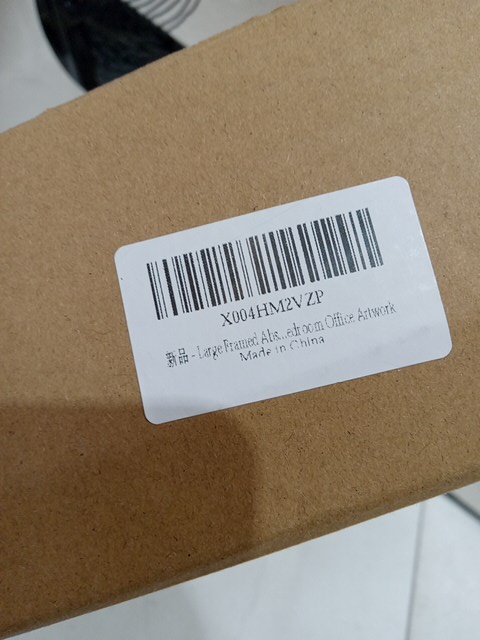 X004HM2VZP
新品 - Large Framed Abs...edroom Office Artwork
Made in China